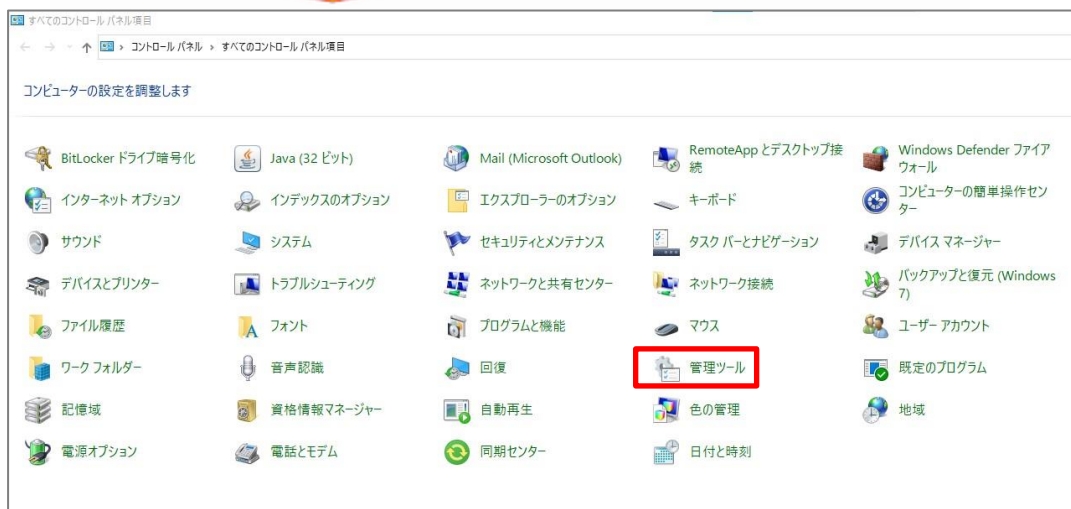 すべてのコントロール パネル項目
コントロール パネル › すべてのコントロール パネル項目
コンピューターの設定を調整します
BitLocker ドライブ暗号化
Java (32 ビット)
Mail (Microsoft Outlook)
RemoteApp とデスクトップ接
続
Windows Defender ファイア
ウォール
インターネット オプション
インデックスのオプション
エクスプローラーのオプション
キーボード
コンピューターの簡単操作セン
ター
サウンド
システム
セキュリティとメンテナンス
タスク バーとナビゲーション
デバイス マネージャー
デバイスとプリンター
トラブルシューティング
ネットワークと共有センター
ネットワーク接続
バックアップと復元 (Windows
7)
ファイル履歴
フォント
プログラムと機能
マウス
ユーザー アカウント
ワーク フォルダー
音声認識
回復
管理ツール
既定のプログラム
記憶域
資格情報マネージャー
自動再生
色の管理
地域
電源オプション
電話とモデム
同期センター
日付と時刻